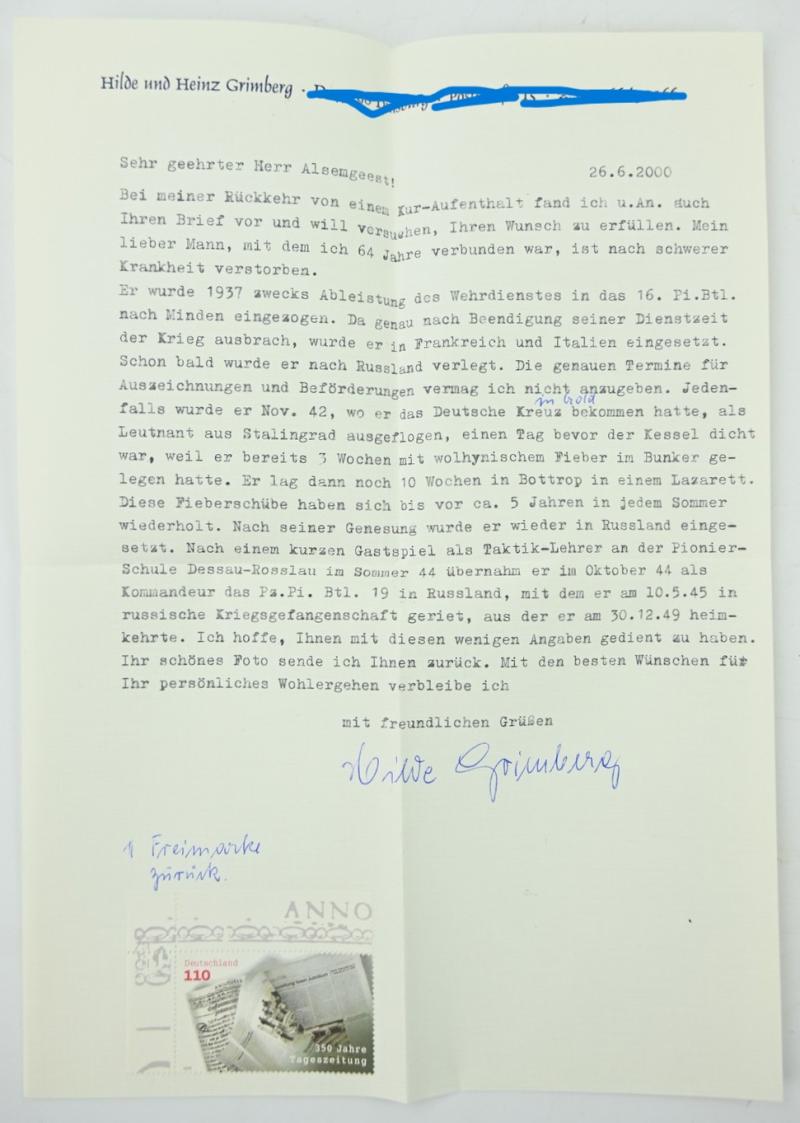 Hilde und Heinz Grimberg ·
Sehr geehrter Herr Alsemgeest! 26.6.2000
Bei meiner Rückkehr von einem Kur-Aufenthalt fand ich u.An. auch
Ihren Brief vor und will versuchen, Ihren Wunsch zu erfüllen. Mein
lieber Mann, mit dem ich 64 Jahre verbunden war, ist nach schwerer
Krankheit verstorben.
Er wurde 1937 zwecks Ableistung des Wehrdienstes in das 16. Pi.Btl.
nach Minden eingezogen. Da genau nach Beendigung seiner Dienstzeit
der Krieg ausbrach, wurde er in Frankreich und Italien eingesetzt.
Schon bald wurde er nach Russland verlegt. Die genauen Termine für
Auszeichnungen und Beförderungen vermag ich nicht anzugeben. Jeden-
in Gold
falls wurde er Nov. 42, wo er das Deutsche Kreuz bekommen hatte, als
Leutnant aus Stalingrad ausgeflogen, einen Tag bevor der Kessel dicht
war, weil er bereits 3 Wochen mit wolhynischem Fieber im Bunker ge-
legen hatte. Er lag dann noch 10 Wochen in Bottrop in einem Lazarett.
Diese Fieberschübe haben sich bis vor ca. 5 Jahren in jedem Sommer
wiederholt. Nach seiner Genesung wurde er wieder in Russland einge-
setzt. Nach einem kurzen Gastspiel als Taktik-Lehrer an der Pionier-
Schule Dessau-Rosslau im Sommer 44 übernahm er im Oktober 44 als
Kommandeur das Pz.Pi. Btl. 19 in Russland, mit dem er am 10.5.45 in
russische Kriegsgefangenschaft geriet, aus der er am 30.12.49 heim-
kehrte. Ich hoffe, Ihnen mit diesen wenigen Angaben gedient zu haben.
Ihr schönes Foto sende ich Ihnen zurück. Mit den besten Wünschen für
Ihr persönliches Wohlergehen verbleibe ich
mit freundlichen Grüßen
Hilde Grimberg
1 Freimarke
zurück.
ANNO
Deutschland
110
350 Jahre
Tageszeitung